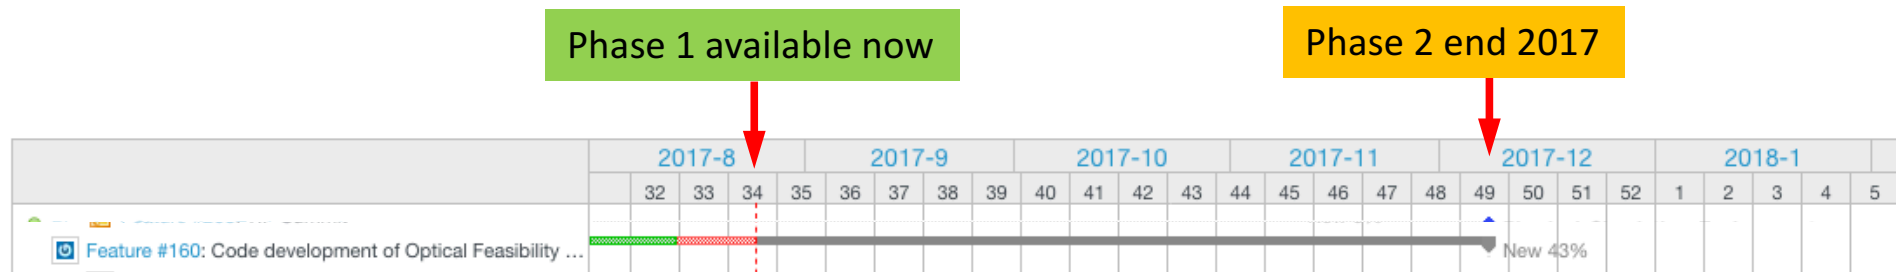 Phase 1 available now
Phase 2 end 2017
2017-8 2017-9 2017-10 2017-11 2017-12 2018-1
32 33 34 35 36 37 38 39 40 41 42 43 44 45 46 47 48 49 50 51 52 1 2 3 4 5
Feature #160: Code development of Optical Feasibility ...
New 43%